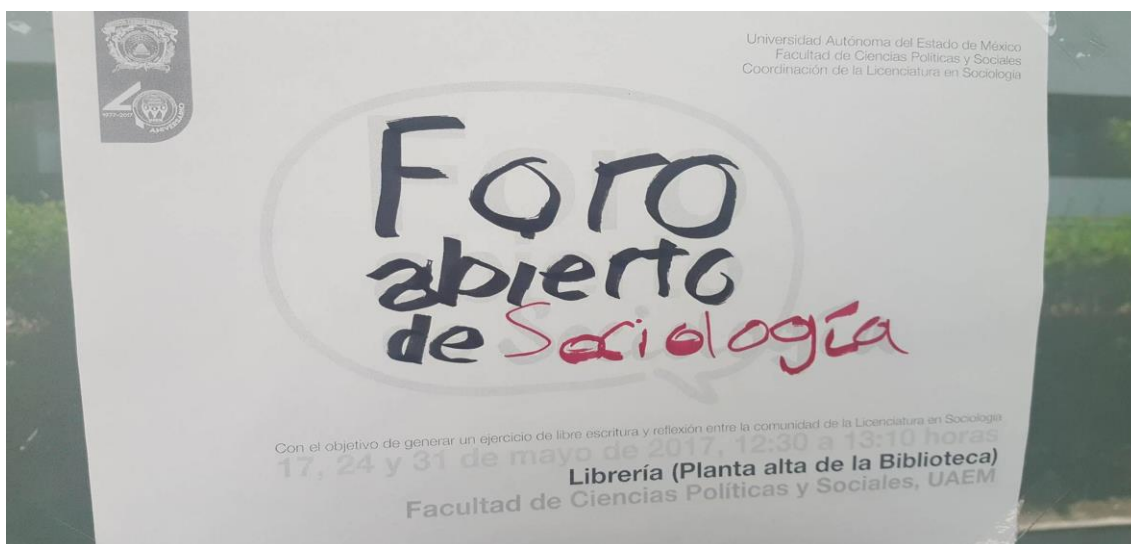 1977-2017
ANIVERSARIO
Universidad Autónoma del Estado de México
Facultad de Ciencias Políticas y Sociales
Coordinación de la Licenciatura en Sociología
Foro
abierto
de Sociología
Con el objetivo de generar un ejercicio de libre escritura y reflexión entre la comunidad de la Licenciatura en Sociología
17, 24 y 31 de mayo de 2017, 12:30 a 13:10 horas
Librería (Planta alta de la Biblioteca)
Facultad de Ciencias Políticas y Sociales, UAEM